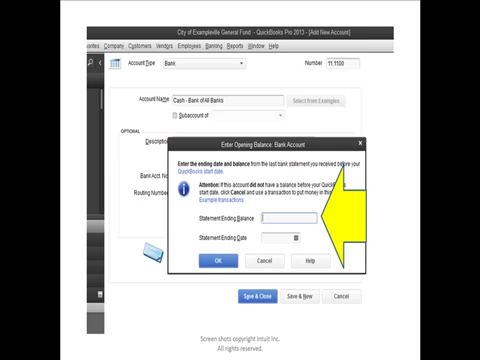 City of Exampleville General Fund - QuickBooks Pro 2013 - [Add New Account]
Company Customers Vendors Employees Banking Reports Window Help
Account Type Bank Number 11.1100
Account Name Cash - Bank of All Banks Select from Examples
Subaccount of
OPTIONAL
Enter Opening Balance: Bank Account
Enter the ending date and balance from the last bank statement you received before your
QuickBooks start date.
Attention: If this account did not have a balance before your QuickBooks
start date, click Cancel and use a transaction to put money in this
Example transactions
Bank Acct. No
Routing Number
Statement Ending Balance
Statement Ending Date
OK Cancel Help
Save & Close Save & New Cancel
Screen shots copyright Intuit Inc.
All rights reserved.